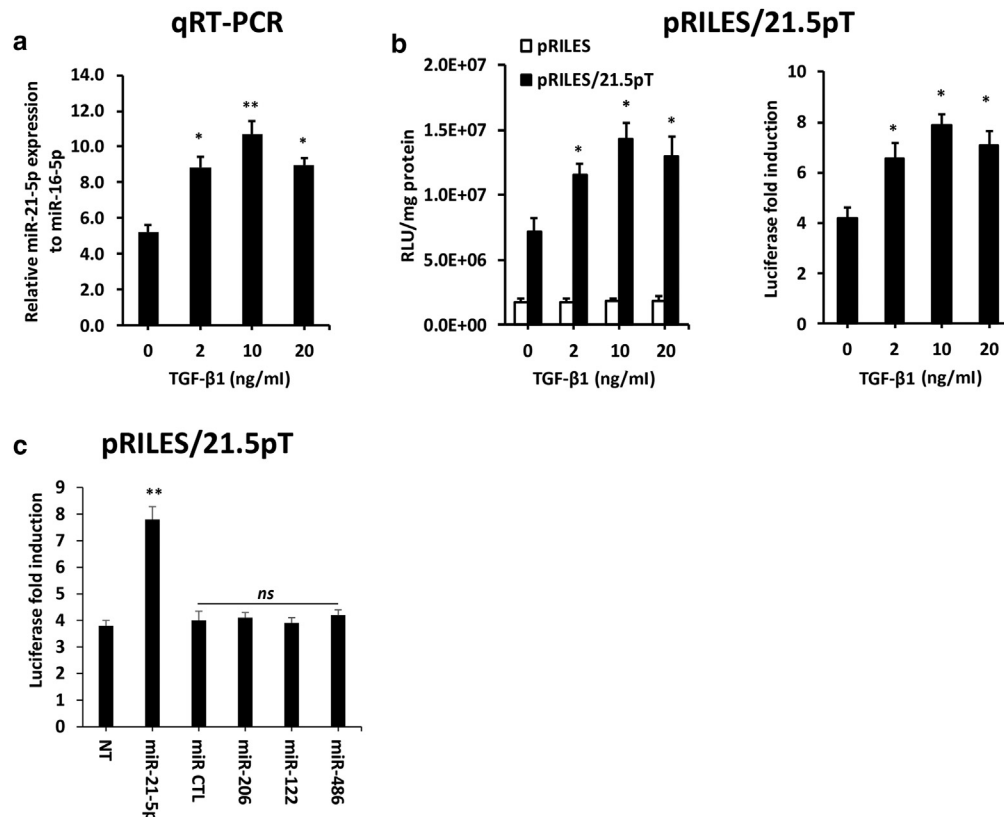 qRT-PCR
pRILES/21.5pT
a
Relative miR-21-5p expression
to miR-16-5p
14.0
12.0
10.0
8.0
6.0
4.0
2.0
0.0
*
**
*
0 2 10 20
TGF-β1 (ng/ml)
b
pRILES
pRILES/21.5pT
RLU/mg protein
2.0E+07
1.5E+07
1.0E+07
5.0E+06
0.0E+00
*
*
*
0 2 10 20
TGF-β1 (ng/ml)
Luciferase fold induction
10
8
6
4
2
0
*
*
*
0 2 10 20
TGF-β1 (ng/ml)
c
pRILES/21.5pT
Luciferase fold induction
9
8
7
6
5
4
3
2
1
0
**
ns
NT
miR-21-5p
miR CTL
miR-206
miR-122
miR-486